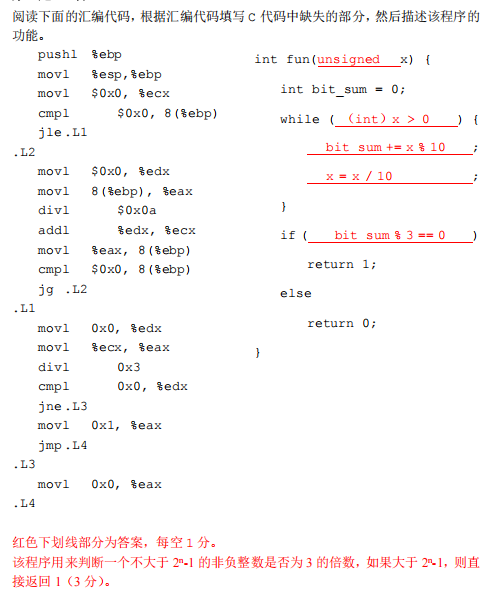 阅读下面的汇编代码，根据汇编代码填写 C 代码中缺失的部分，然后描述该程序的
功能。
pushl %ebp
movl %esp,%ebp
movl $0x0, %ecx
cmpl $0x0, 8(%ebp)
jle.L1
.L2
movl $0x0, %edx
movl 8(%ebp), %eax
divl $0x0a
addl %edx, %ecx
movl %eax, 8(%ebp)
cmpl $0x0, 8(%ebp)
jg .L2
.L1
movl 0x0, %edx
movl %ecx, %eax
divl 0x3
cmpl 0x0, %edx
jne.L3
movl 0x1, %eax
jmp.L4
.L3
movl 0x0, %eax
.L4
int fun(unsigned x) {
int bit_sum = 0;
while ( （int）x > 0 ) {
bit sum += x % 10 ;
x = x / 10 ;
}
if ( bit sum % 3 == 0 )
return 1;
else
return 0;
}
红色下划线部分为答案，每空 1 分。
该程序用来判断一个不大于 2ⁿ-1 的非负整数是否为 3 的倍数，如果大于 2ⁿ-1，则直
接返回 1（3 分）。